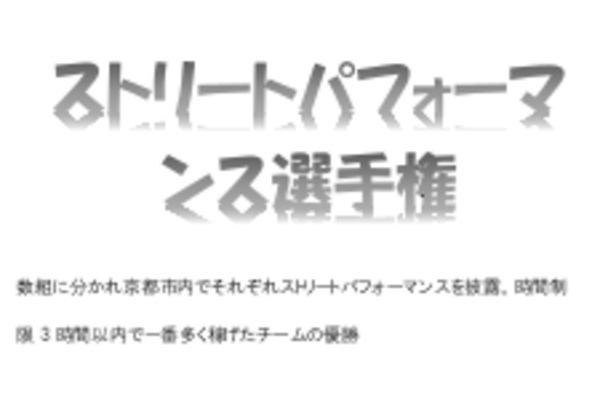 ストリートパフォーマ
ンス選手権
数組に分かれ京都市内でそれぞれストリートパフォーマンスを披露。時間制
限３時間以内で一番多く稼げたチームの優勝